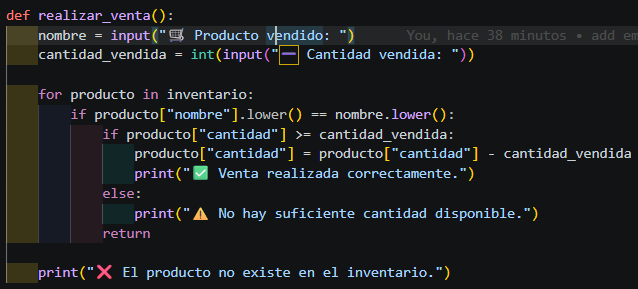 def realizar_venta():
    nombre = input("🛒 Producto vendido: ")    You, hace 38 minutos • add em
    cantidad_vendida = int(input("➖ Cantidad vendida: "))

    for producto in inventario:
        if producto["nombre"].lower() == nombre.lower():
            if producto["cantidad"] >= cantidad_vendida:
                producto["cantidad"] = producto["cantidad"] - cantidad_vendida
                print("✅ Venta realizada correctamente.")
            else:
                print("⚠️ No hay suficiente cantidad disponible.")
            return

    print("❌ El producto no existe en el inventario.")